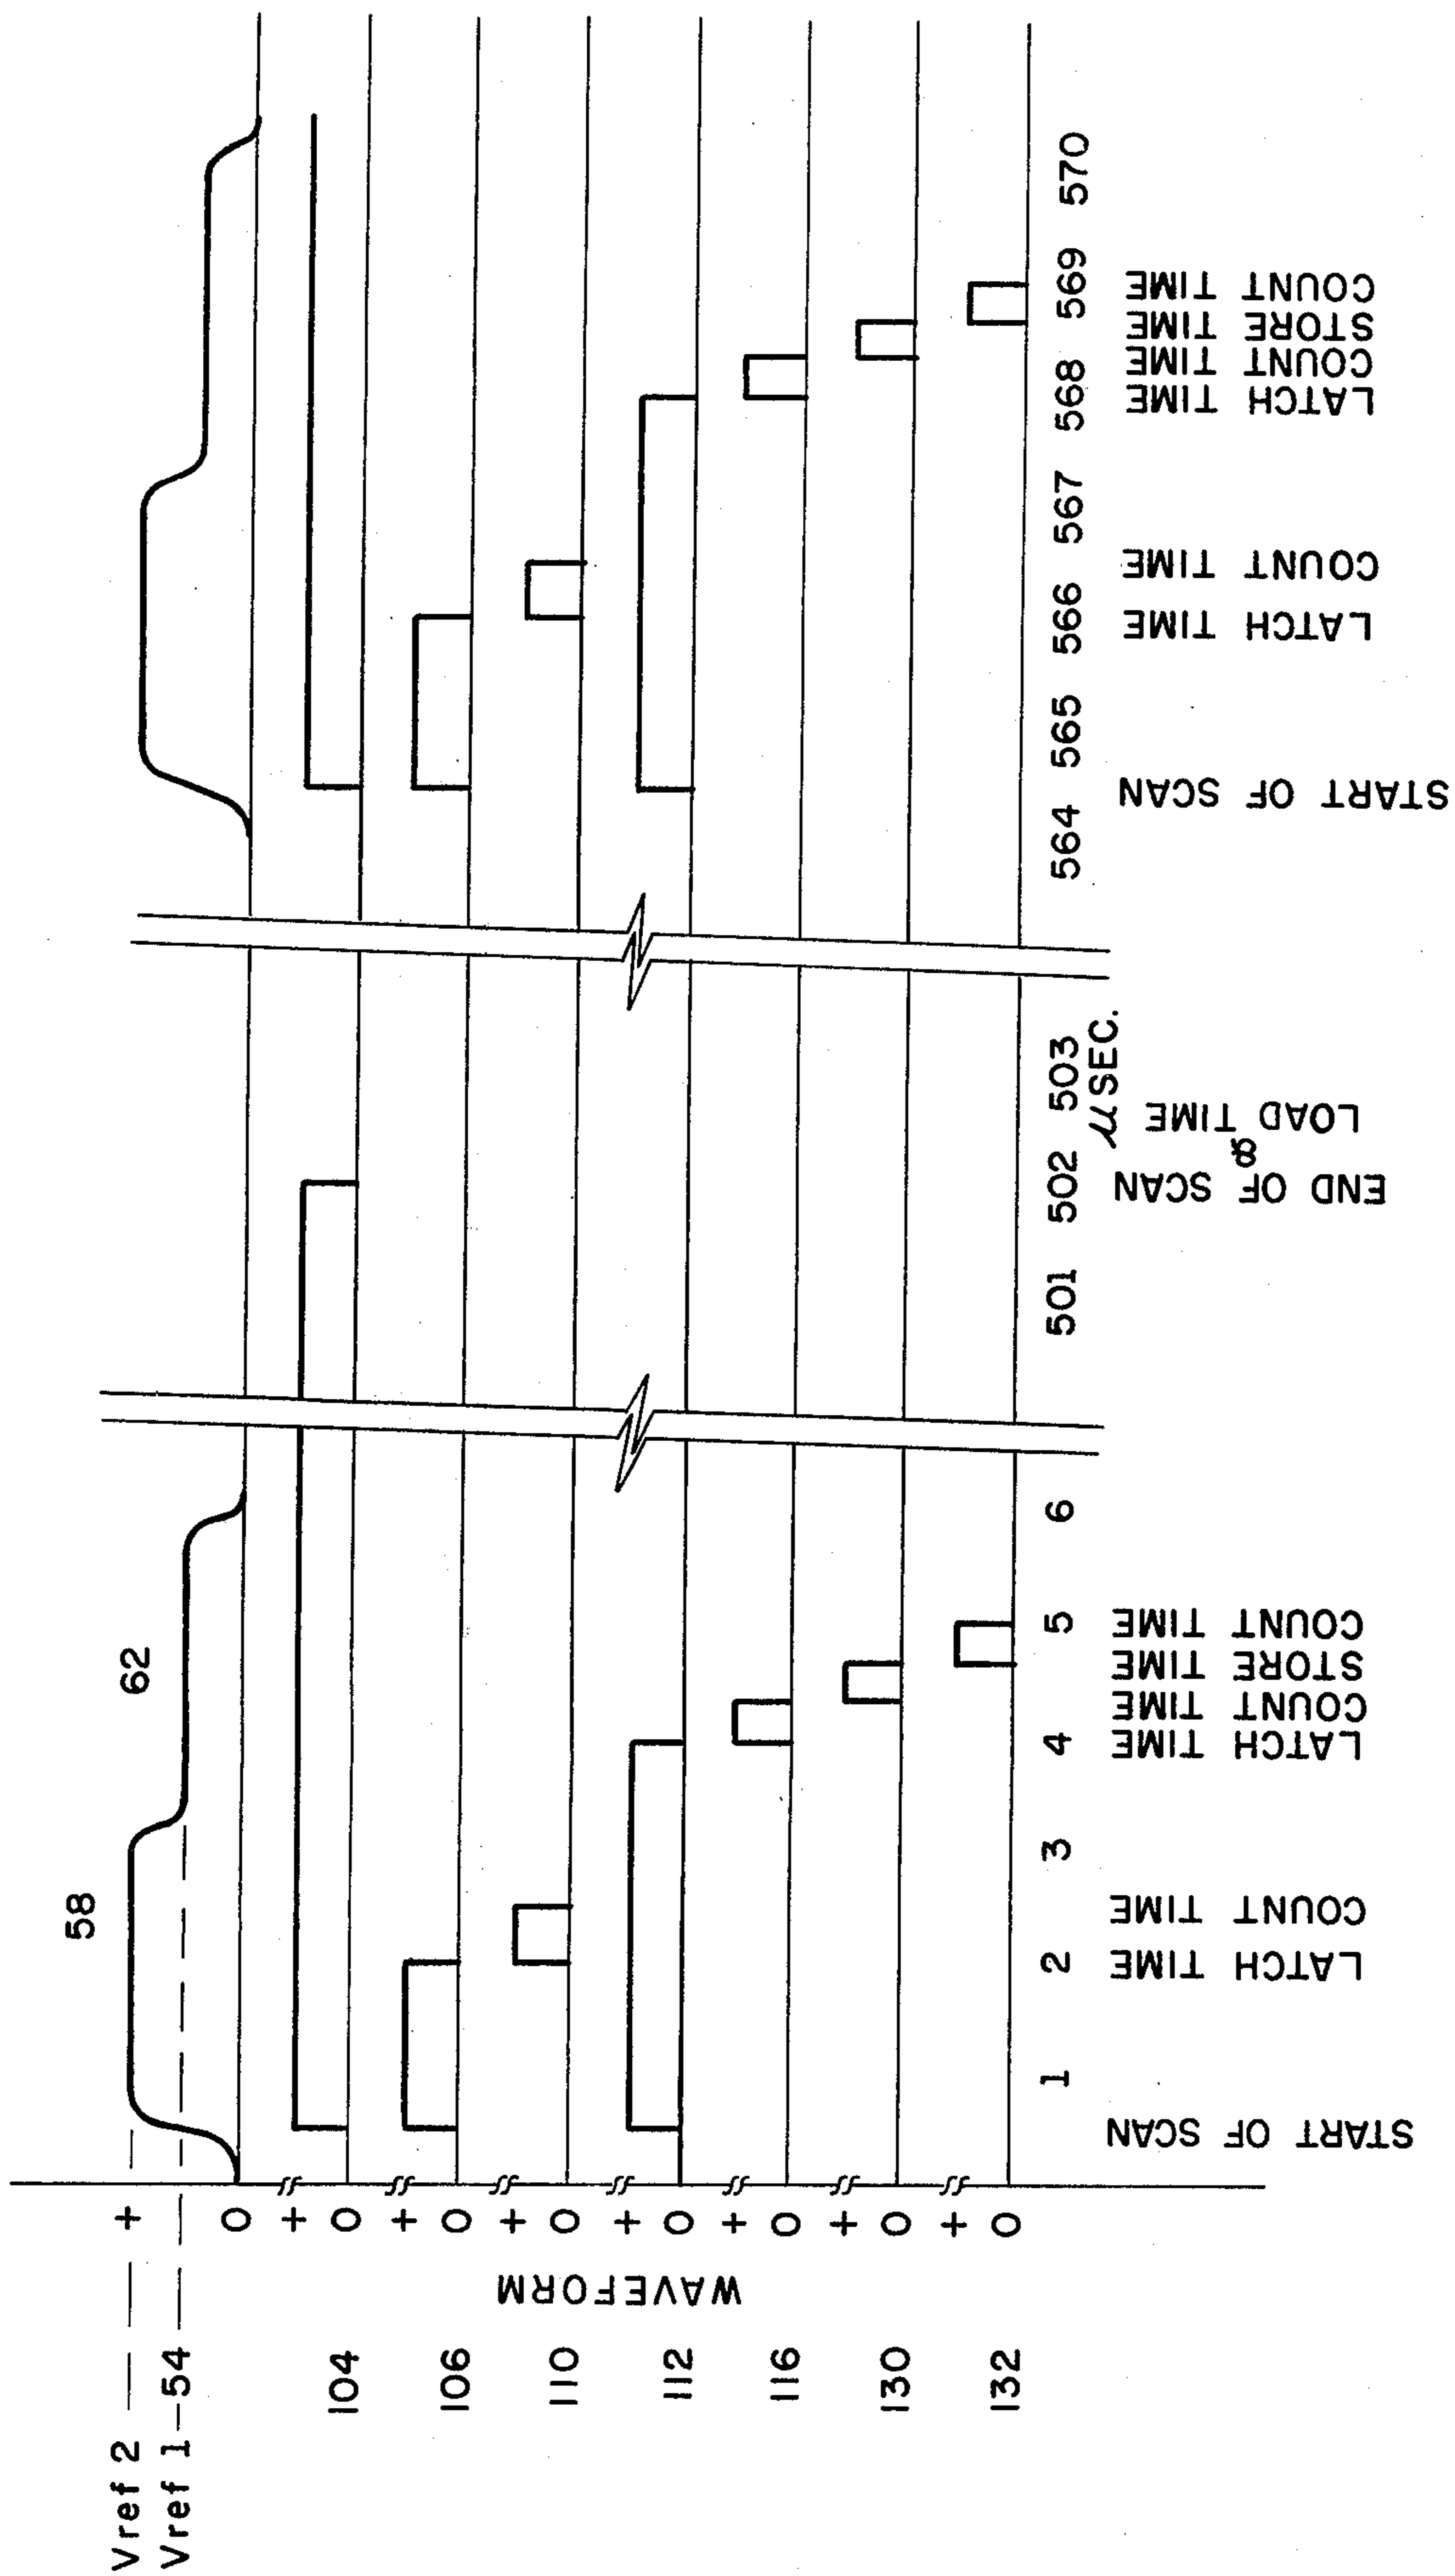 Vref 2
Vref 1
54
58
62
+
0
WAVEFORM
104
+
0
106
+
0
110
+
0
112
+
0
116
+
0
130
+
0
132
+
0
1
2
3
4
5
6
501
502
503
564
565
566
567
568
569
570
μSEC.
START OF SCAN
LATCH TIME
COUNT TIME
LATCH TIME
COUNT TIME
STORE TIME
COUNT TIME
END OF SCAN
&
LOAD TIME
START OF SCAN
LATCH TIME
COUNT TIME
LATCH TIME
COUNT TIME
STORE TIME
COUNT TIME